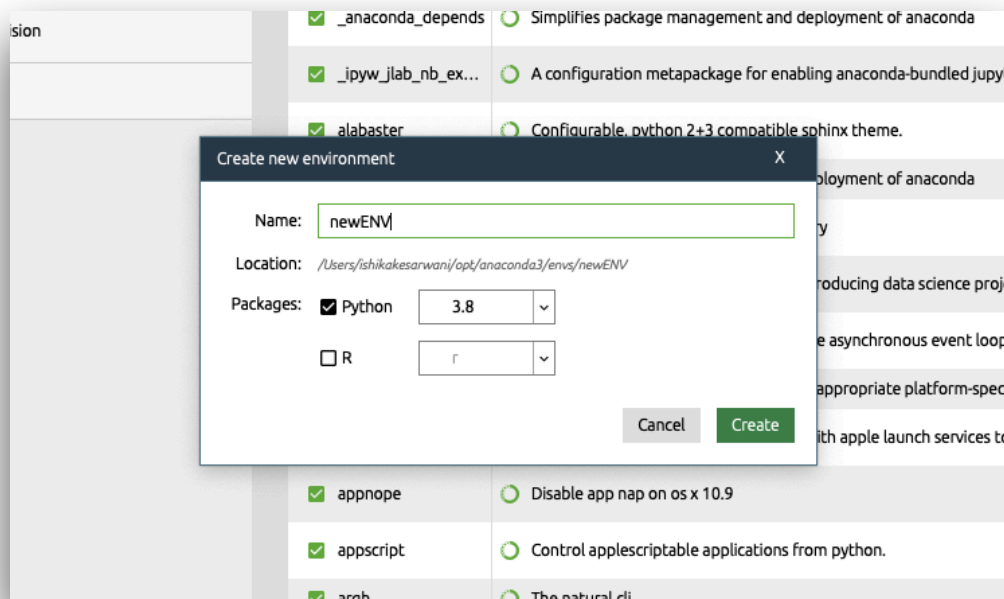 ision
_anaconda_depends Simplifies package management and deployment of anaconda
_ipyw_jlab_nb_ex... A configuration metapackage for enabling anaconda-bundled jupy
alabaster Configurable, python 2+3 compatible sphinx theme.
Create new environment X
ployment of anaconda
Name: newENV
ry
Location: /Users/ishikakesarwani/opt/anaconda3/envs/newENV
roducing data science proj
Packages: Python 3.8
e asynchronous event loop
R r
appropriate platform-spec
Cancel Create
ith apple launch services to
appnope Disable app nap on os x 10.9
appscript Control applescriptable applications from python.
argh The natural cli.